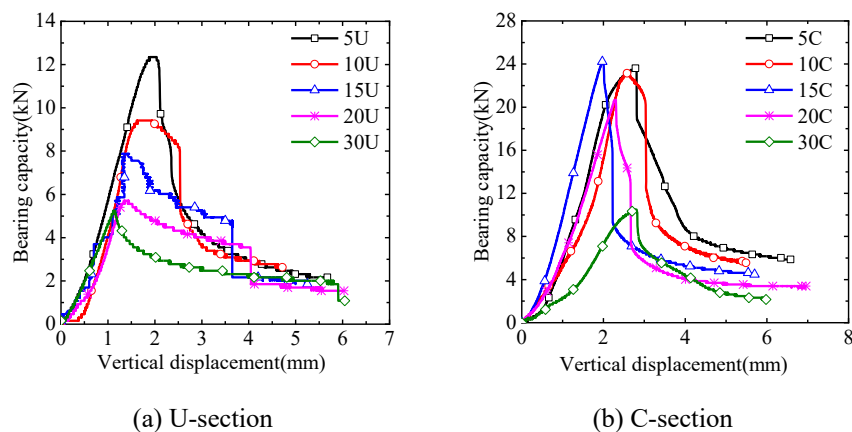 14
12
10
8
6
4
2
0
Bearing capacity(kN)
5U
10U
15U
20U
30U
0 1 2 3 4 5 6 7
Vertical displacement(mm)
(a) U-section
28
24
20
16
12
8
4
0
Bearing capacity(kN)
5C
10C
15C
20C
30C
0 2 4 6 8
Vertical displacement(mm)
(b) C-section